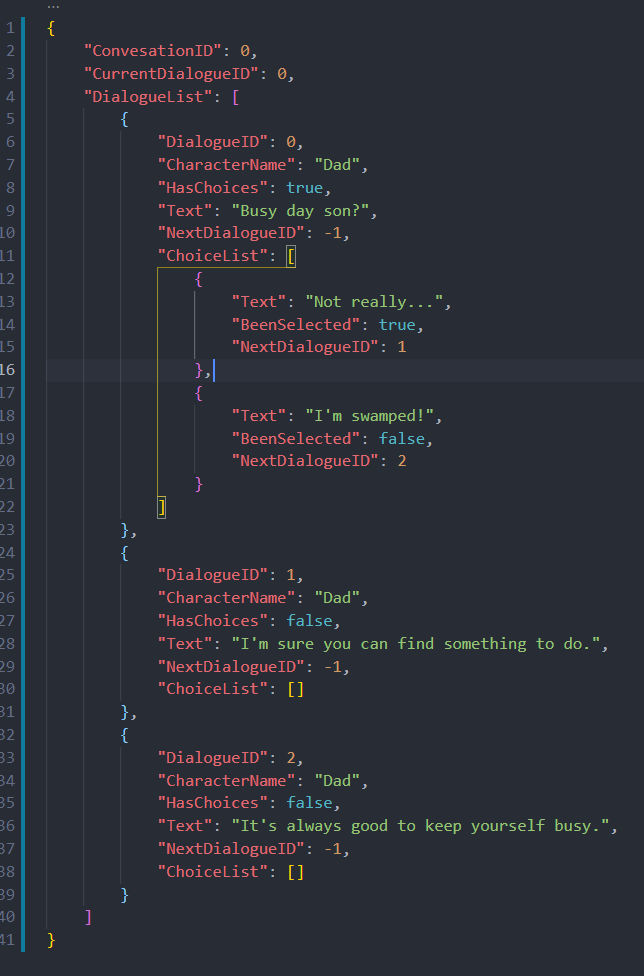 ...
1 {
2 "ConvesationID": 0,
3 "CurrentDialogueID": 0,
4 "DialogueList": [
5 {
6 "DialogueID": 0,
7 "CharacterName": "Dad",
8 "HasChoices": true,
9 "Text": "Busy day son?",
10 "NextDialogueID": -1,
11 "ChoiceList": [
12 {
13 "Text": "Not really...",
14 "BeenSelected": true,
15 "NextDialogueID": 1
16 },
17 {
18 "Text": "I'm swamped!",
19 "BeenSelected": false,
20 "NextDialogueID": 2
21 }
22 ]
23 },
24 {
25 "DialogueID": 1,
26 "CharacterName": "Dad",
27 "HasChoices": false,
28 "Text": "I'm sure you can find something to do.",
29 "NextDialogueID": -1,
30 "ChoiceList": []
31 },
32 {
33 "DialogueID": 2,
34 "CharacterName": "Dad",
35 "HasChoices": false,
36 "Text": "It's always good to keep yourself busy.",
37 "NextDialogueID": -1,
38 "ChoiceList": []
39 }
40 ]
41 }